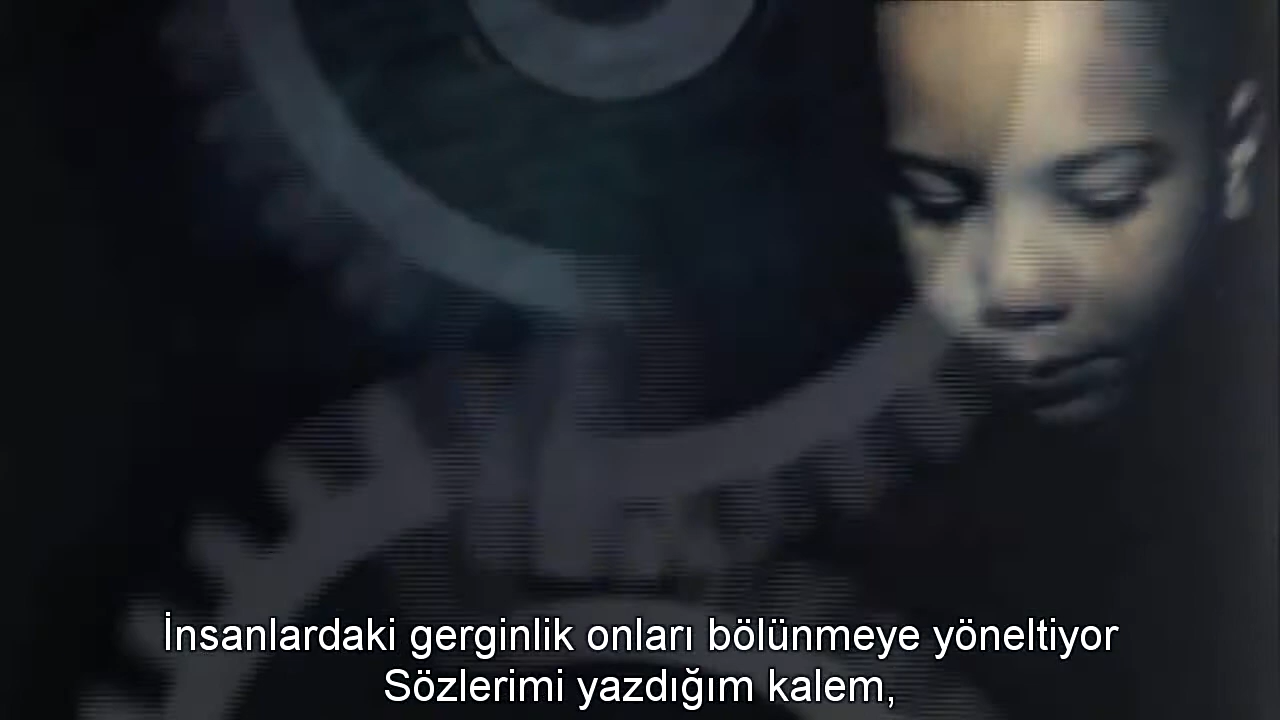 İnsanlardaki gerginlik onları bölünmeye yöneltiyor
Sözlerimi yazdığım kalem,